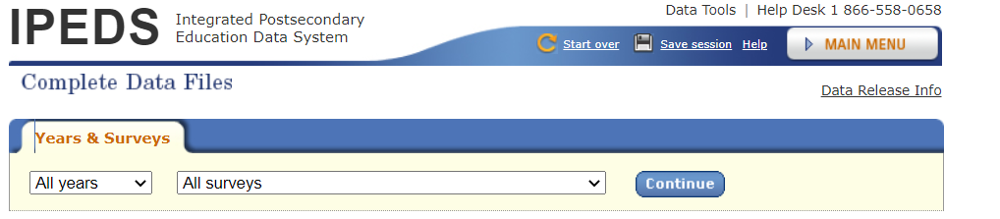 IPEDS Integrated Postsecondary
Education Data System
Data Tools | Help Desk 1 866-558-0658
Start over Save session Help MAIN MENU
Complete Data Files
Data Release Info
Years & Surveys
All years All surveys Continue